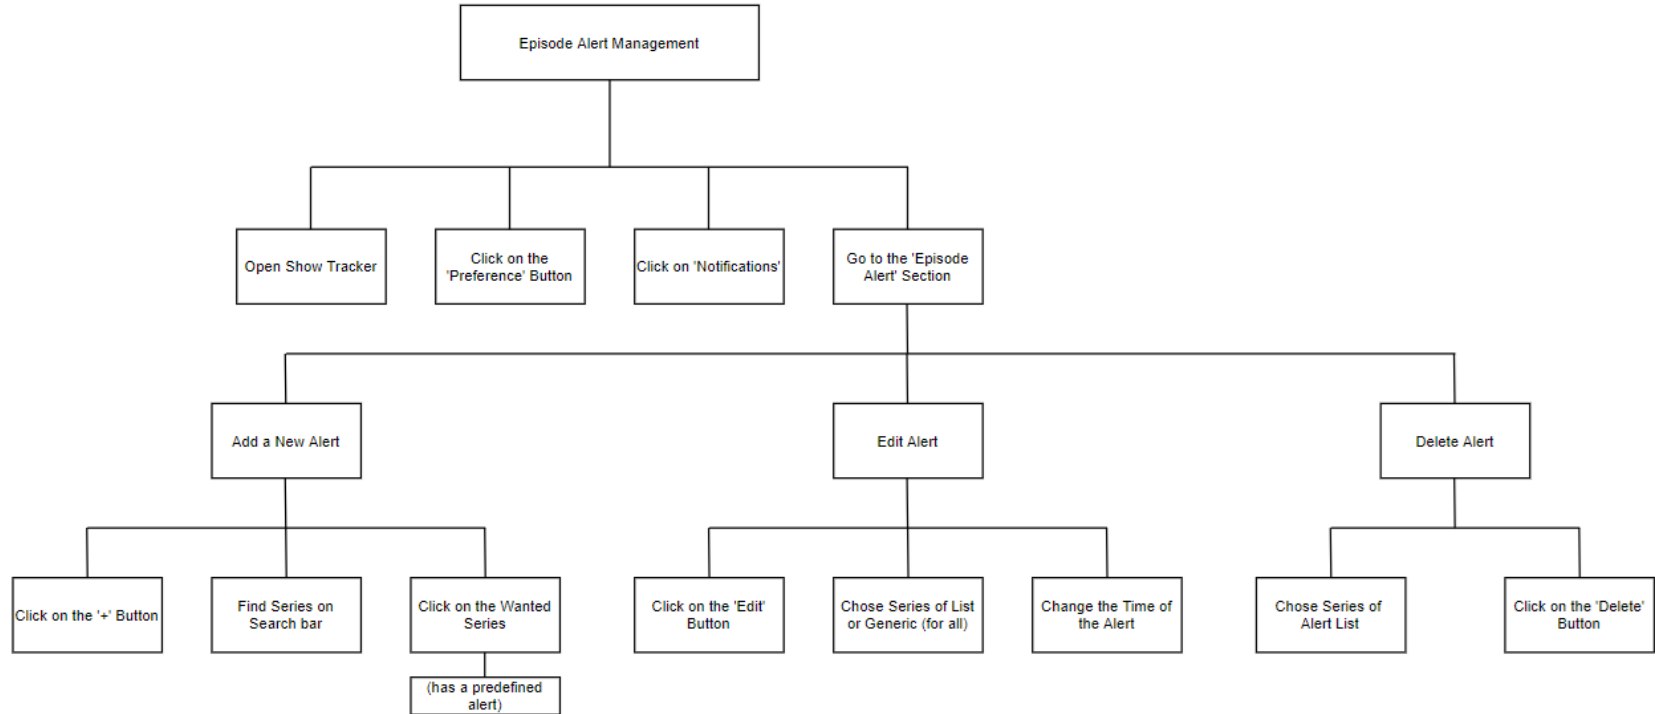 Episode Alert Management
Open Show Tracker
Click on the
'Preference' Button
Click on 'Notifications'
Go to the 'Episode
Alert' Section
Add a New Alert
Edit Alert
Delete Alert
Click on the '+' Button
Find Series on
Search bar
Click on the Wanted
Series
Click on the 'Edit'
Button
Chose Series of List
or Generic (for all)
Change the Time of
the Alert
Chose Series of
Alert List
Click on the 'Delete'
Button
(has a predefined
alert)